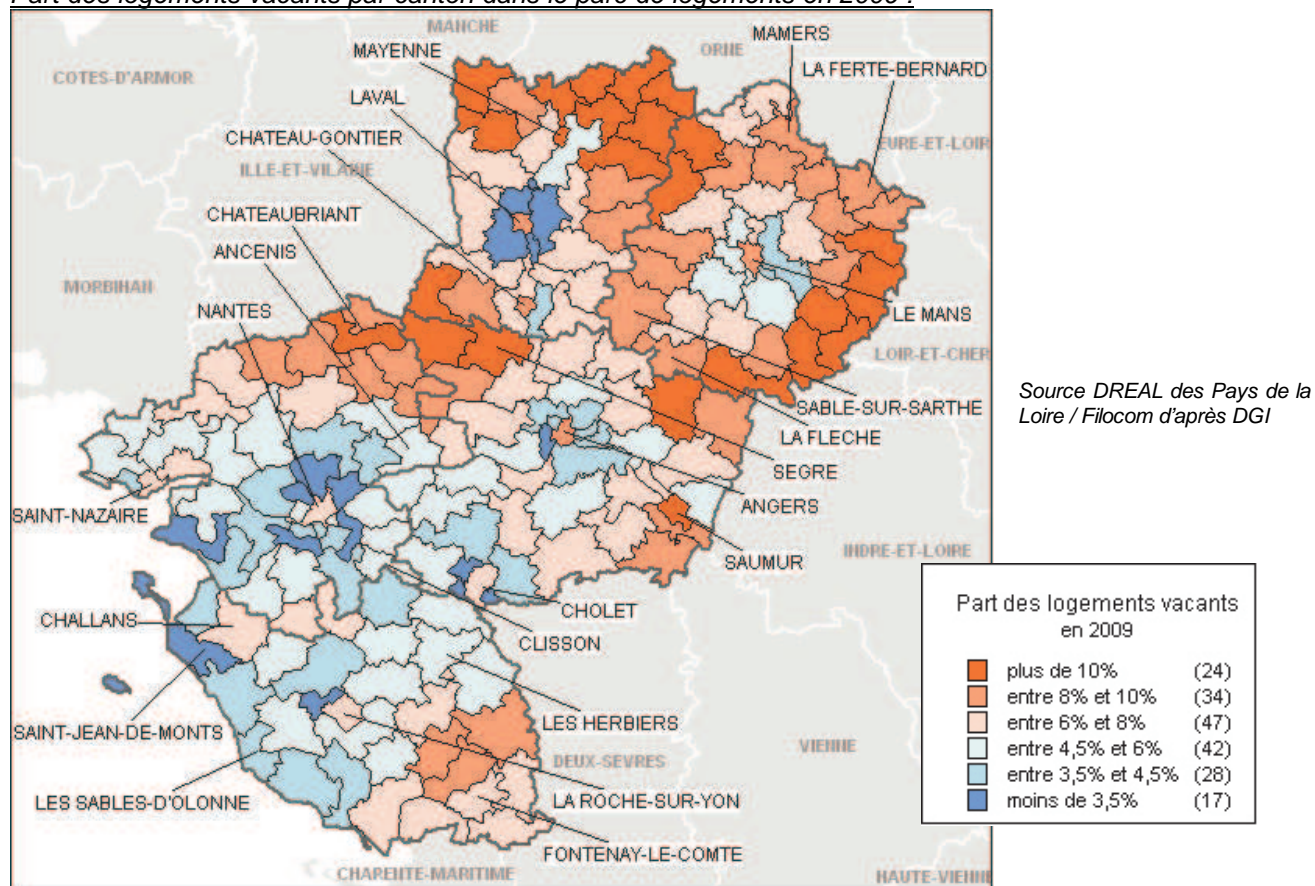 Part des logements vacants par canton dans le parc de logements en 2009 :
MANCHE
MAMERS
MAYENNE
ORNE
COTES-D'ARMOR
LA FERTE-BERNARD
LAVAL
CHATEAU-GONTIER
EURE-ET-LOIR
ILLE-ET-VILAINE
CHATEAUBRIANT
ANCENIS
MORBIHAN
NANTES
LE MANS
LOIR-ET-CHER
SABLE-SUR-SARTHE
LA FLECHE
SEGRE
ANGERS
SAINT-NAZAIRE
SAUMUR
INDRE-ET-LOIRE
CHOLET
CHALLANS
CLISSON
LES HERBIERS
SAINT-JEAN-DE-MONTS
VIENNE
DEUX-SEVRES
LES SABLES-D'OLONNE
LA ROCHE-SUR-YON
FONTENAY-LE-COMTE
CHARENTE-MARITIME
HAUTE-VIENNE
Source DREAL des Pays de la
Loire / Filocom d'après DGI
Part des logements vacants
en 2009
plus de 10% (24)
entre 8% et 10% (34)
entre 6% et 8% (47)
entre 4,5% et 6% (42)
entre 3,5% et 4,5% (28)
moins de 3,5% (17)